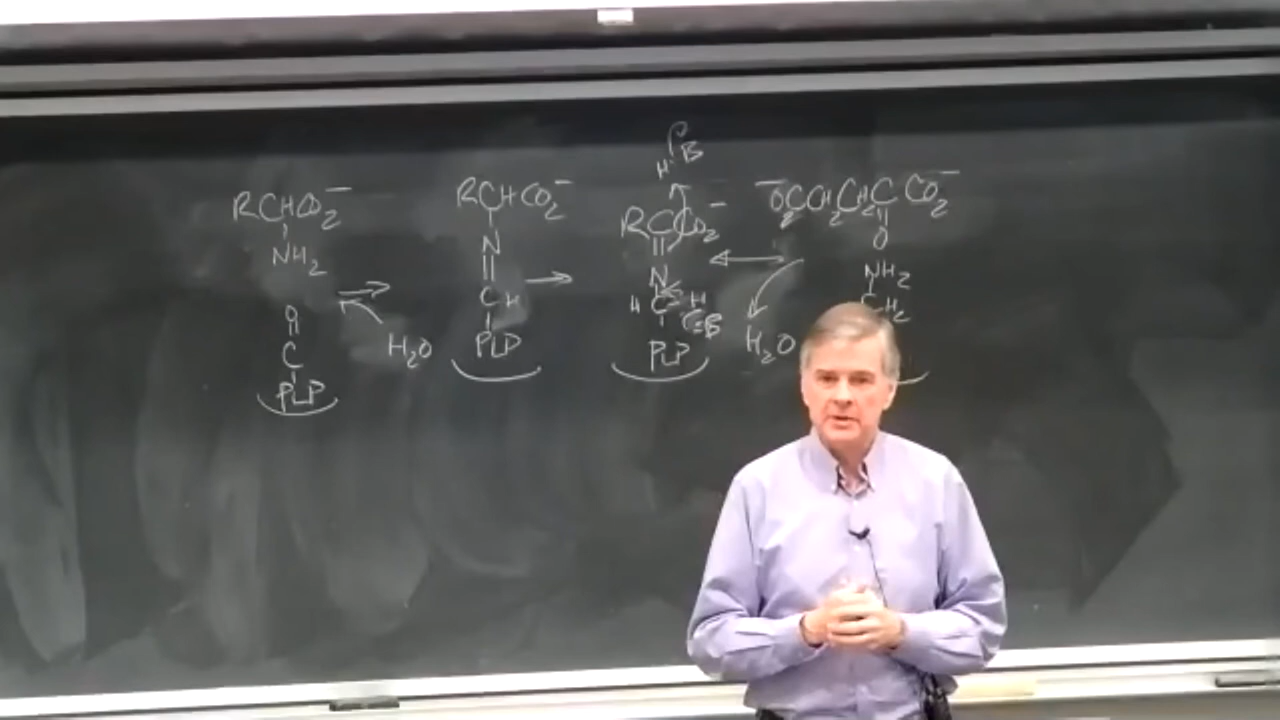 RCHCO₂⁻
NH₂
O
C
PLP
H₂O
RCHCO₂⁻
N
CH
PLP
H B
RCCO₂⁻
N
H C H
B
PLP
H₂O
⁻O₂CCH₂CH₂CCO₂⁻
O
NH₂
CH₂